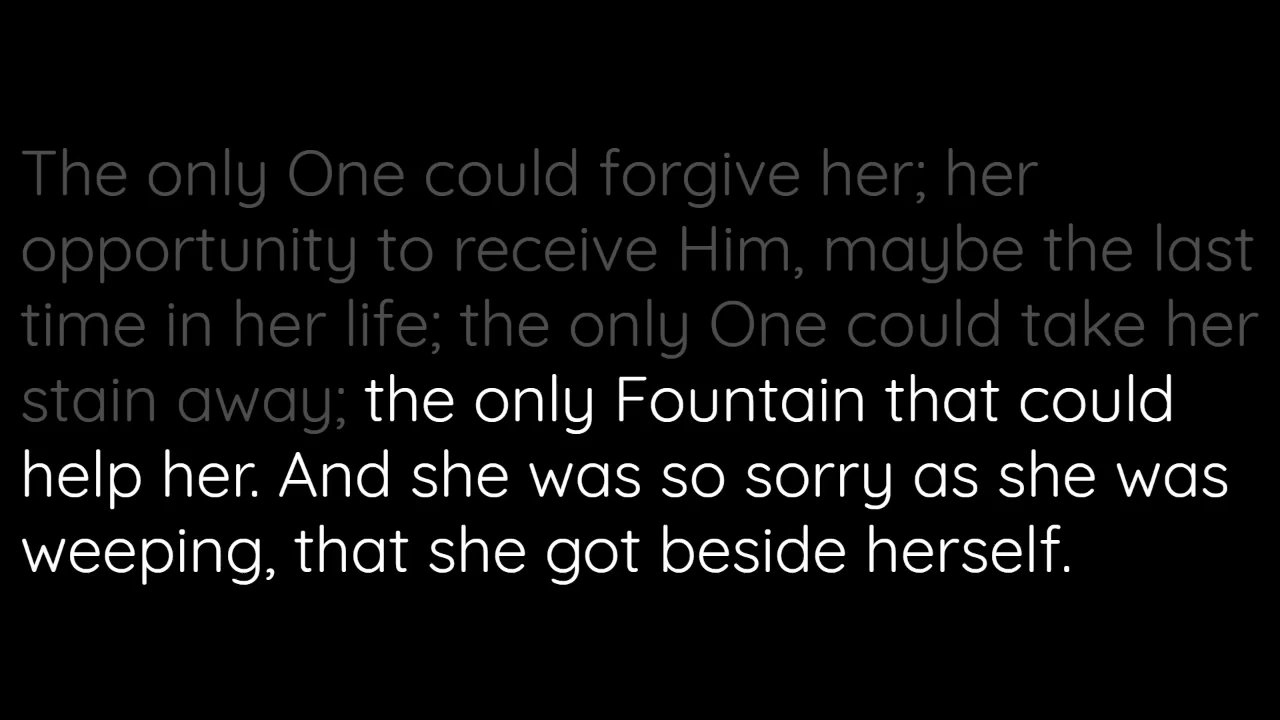 The only One could forgive her; her
opportunity to receive Him, maybe the last
time in her life; the only One could take her
stain away; the only Fountain that could
help her. And she was so sorry as she was
weeping, that she got beside herself.